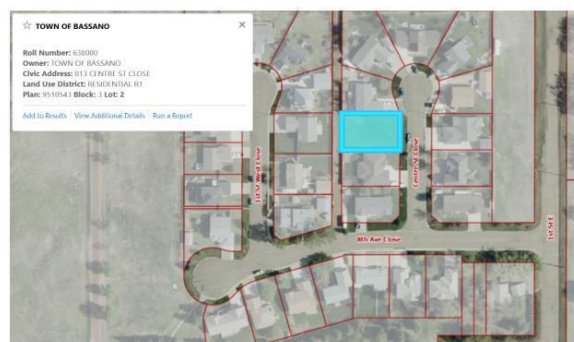 TOWN OF BASSANO
Roll Number: 638000
Owner: TOWN OF BASSANO
Civic Address: 813 CENTRE ST CLOSE
Land Use District: RESIDENTIAL R1
Plan: 9510543 Block: 3 Lot: 2
Add to Results View Additional Details Run a Report
1st St West Close
Centre St Close
8th Ave Close
1st St E